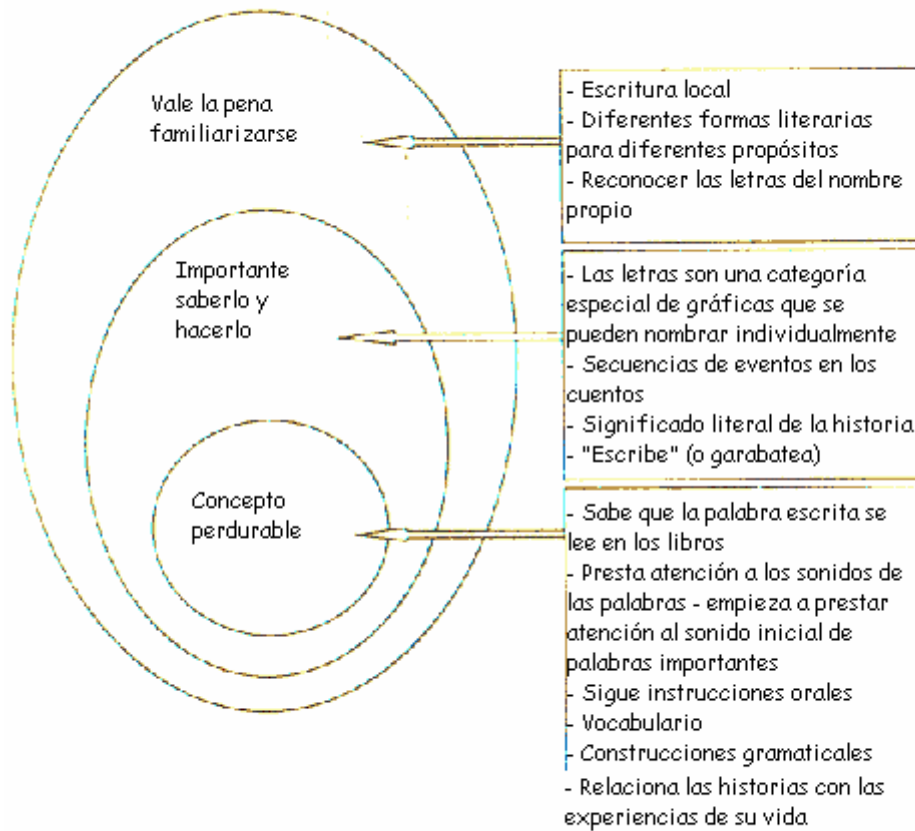 Vale la pena
familiarizarse
- Escritura local
- Diferentes formas literarias
para diferentes propósitos
- Reconocer las letras del nombre
propio
Importante
saberlo y
hacerlo
- Las letras son una categoría
especial de gráficas que se
pueden nombrar individualmente
- Secuencias de eventos en los
cuentos
- Significado literal de la historia
- "Escribe" (o garabatea)
Concepto
perdurable
- Sabe que la palabra escrita se
lee en los libros
- Presta atención a los sonidos de
las palabras - empieza a prestar
atención al sonido inicial de
palabras importantes
- Sigue instrucciones orales
- Vocabulario
- Construcciones gramaticales
- Relaciona las historias con las
experiencias de su vida